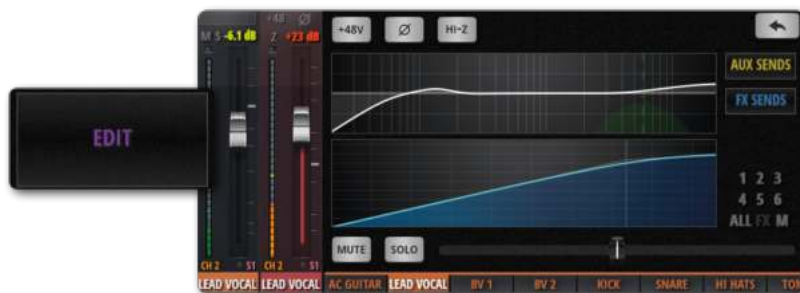 +48 Ø
M S -6.1 dB Z +23 dB
+48V Ø HI-Z
AUX SENDS
FX SENDS
EDIT
1 2 3
4 5 6
ALL FX M
MUTE SOLO
CH 2 S1 CH 2 S1
LEAD VOCAL LEAD VOCAL AC GUITAR LEAD VOCAL BV 1 BV 2 KICK SNARE HI HATS TOM